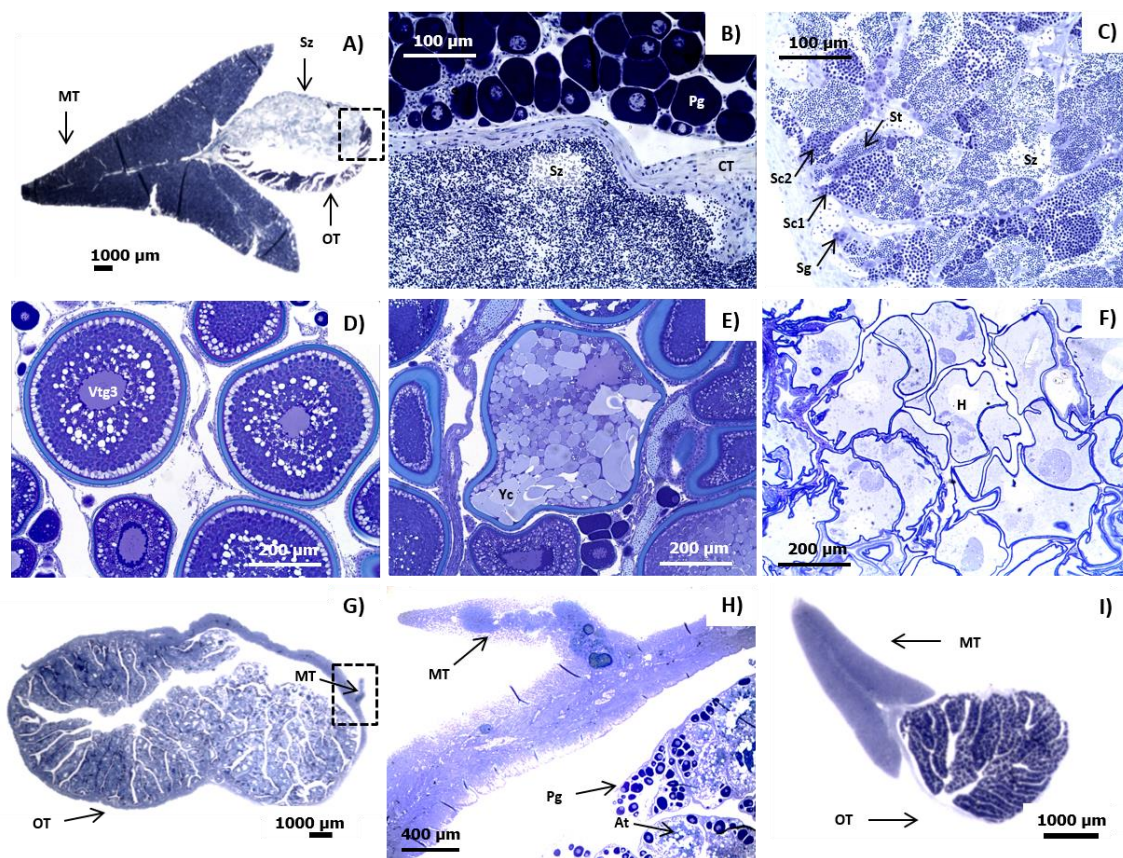 A)
Sz
MT
OT
1000 µm
B)
100 µm
Pg
Sz
CT
C)
100 µm
St
Sz
Sc2
Sc1
Sg
D)
Vtg3
200 µm
E)
Yc
200 µm
F)
H
200 µm
G)
MT
OT
1000 µm
H)
MT
Pg
At
400 µm
I)
MT
OT
1000 µm